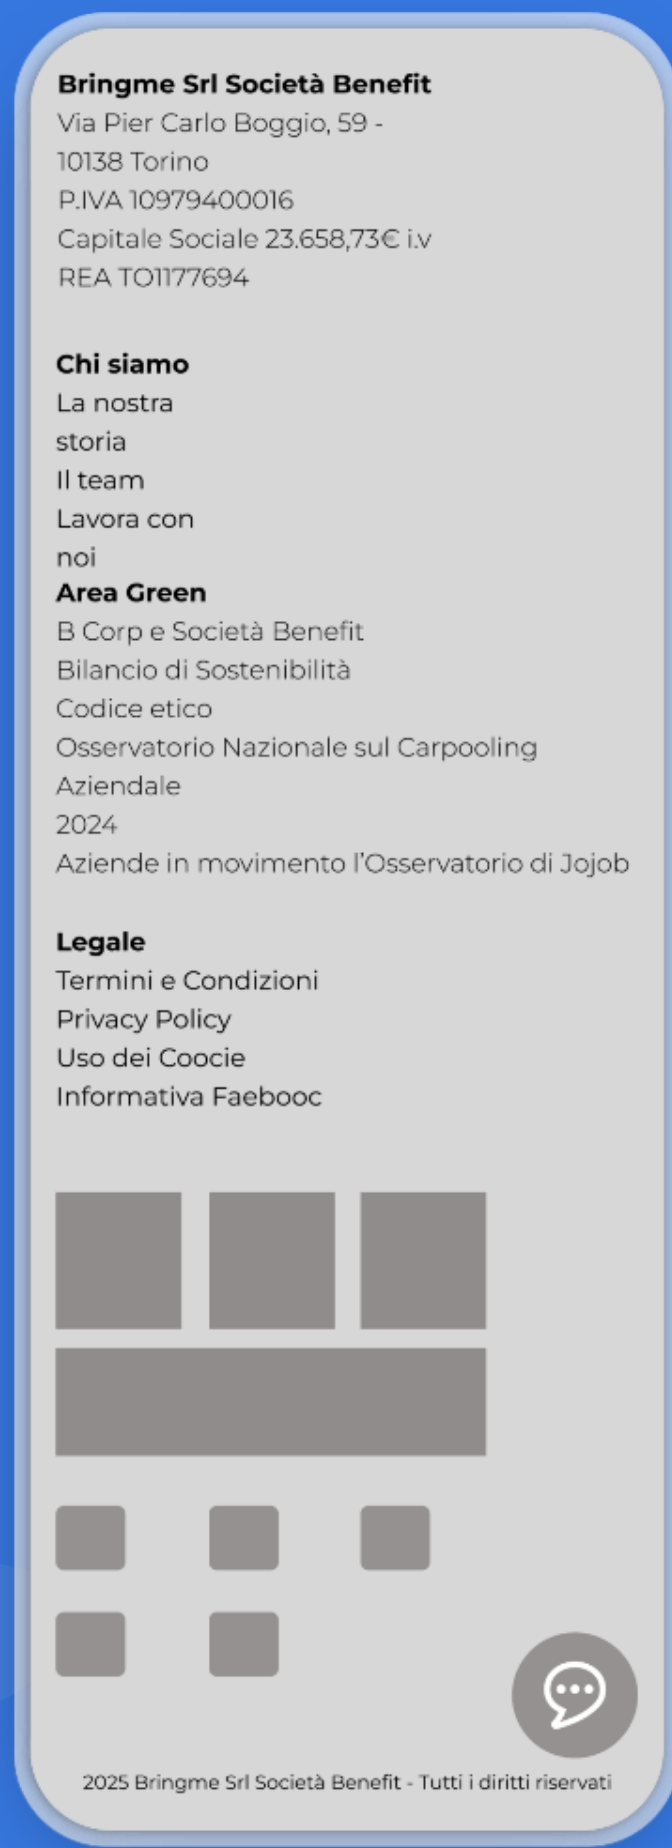 Bringme Srl Società Benefit
Via Pier Carlo Boggio, 59 -
10138 Torino
P.IVA 10979400016
Capitale Sociale 23.658,73€ i.v
REA TO1177694
Chi siamo
La nostra
storia
Il team
Lavora con
noi
Area Green
B Corp e Società Benefit
Bilancio di Sostenibilità
Codice etico
Osservatorio Nazionale sul Carpooling
Aziendale
2024
Aziende in movimento l'Osservatorio di Jojob
Legale
Termini e Condizioni
Privacy Policy
Uso dei Coocie
Informativa Faebooc
2025 Bringme Srl Società Benefit - Tutti i diritti riservati